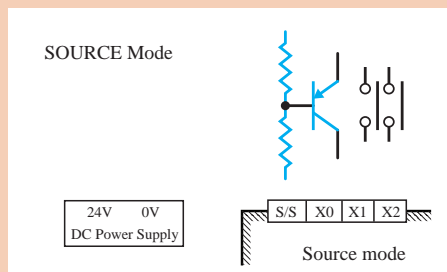 SOURCE Mode
24V 0V
DC Power Supply
S/S X0 X1 X2
Source mode